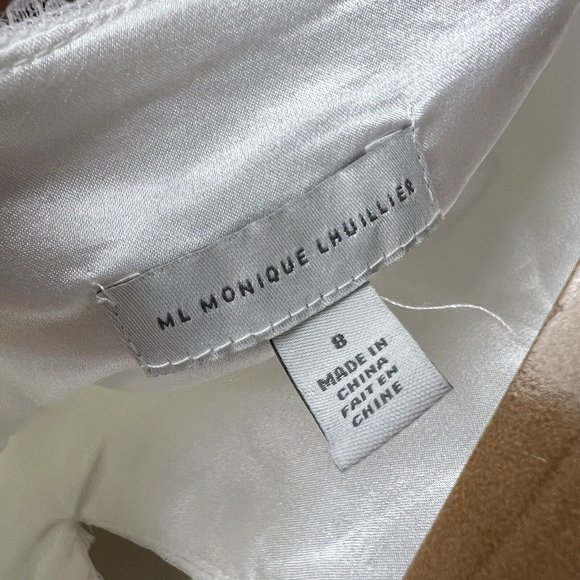 ML MONIQUE LHUILLIER
8
MADE IN
CHINA
FAIT EN
CHINE